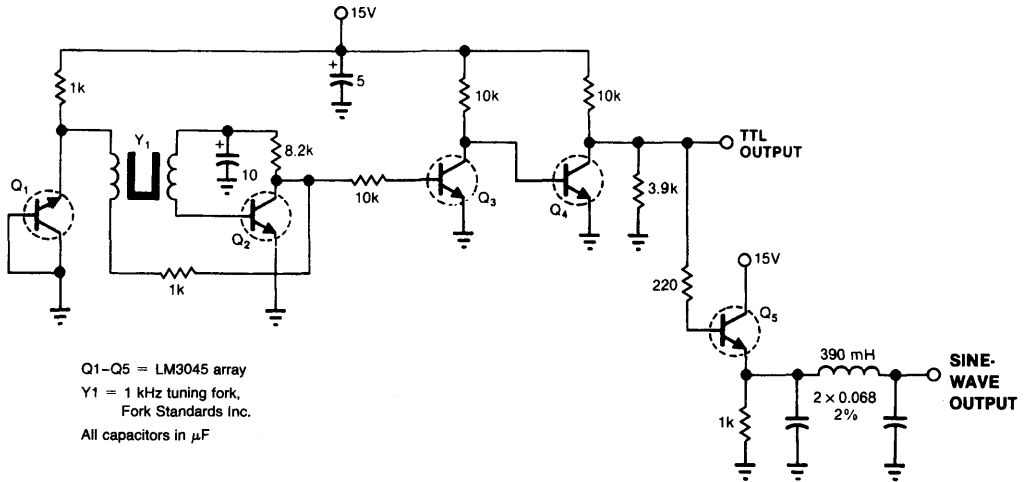 15V
1k
+
5
10k
10k
Y1
+
10
8.2k
TTL
OUTPUT
Q1
10k
Q3
Q4
3.9k
Q2
1k
15V
220
Q5
Q1–Q5 = LM3045 array
Y1 = 1 kHz tuning fork,
Fork Standards Inc.
All capacitors in μF
390 mH
SINE-
WAVE
OUTPUT
2 × 0.068
2%
1k